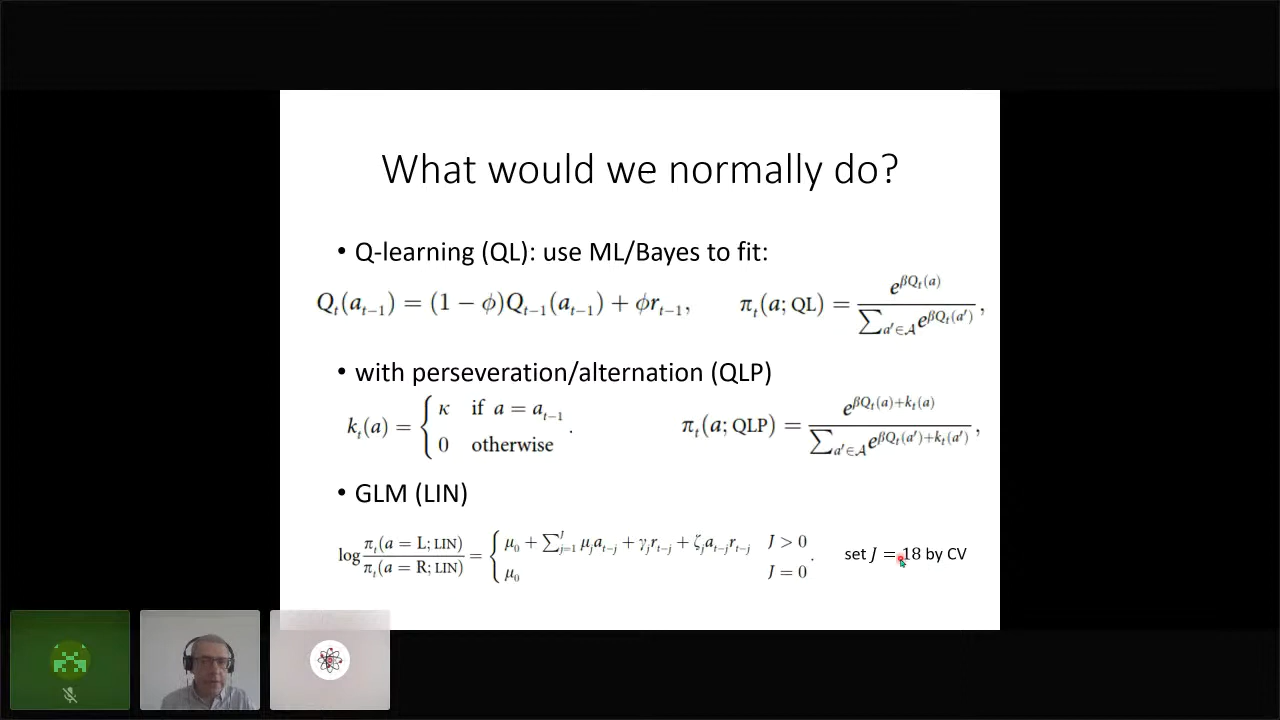 What would we normally do?
• Q-learning (QL): use ML/Bayes to fit:
Q_t(a_{t−1}) = (1 − ϕ)Q_{t−1}(a_{t−1}) + ϕr_{t−1},   π_t(a; QL) = e^{βQ_t(a)} / ∑_{a′∈𝒜} e^{βQ_t(a′)},
• with perseveration/alternation (QLP)
k_t(a) = { κ if a = a_{t−1}; 0 otherwise .   π_t(a; QLP) = e^{βQ_t(a)+k_t(a)} / ∑_{a′∈𝒜} e^{βQ_t(a′)+k_t(a′)},
• GLM (LIN)
log π_t(a = L; LIN) / π_t(a = R; LIN) = { μ_0 + ∑_{j=1}^{J} μ_j a_{t−j} + γ_j r_{t−j} + ζ_j a_{t−j} r_{t−j}   J > 0; μ_0   J = 0 .   set J = 18 by CV